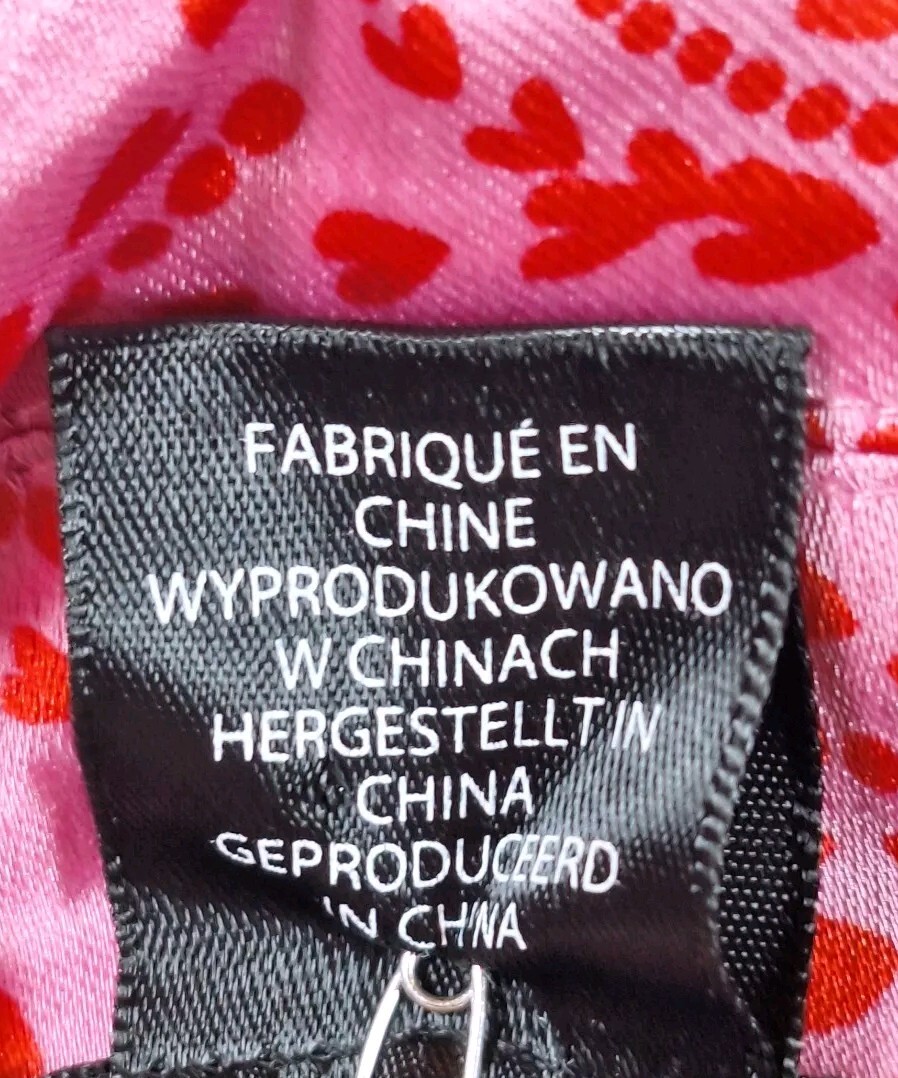 FABRIQUÉ EN
CHINE
WYPRODUKOWANO
W CHINACH
HERGESTELLT IN
CHINA
GEPRODUCEERD
IN CHINA